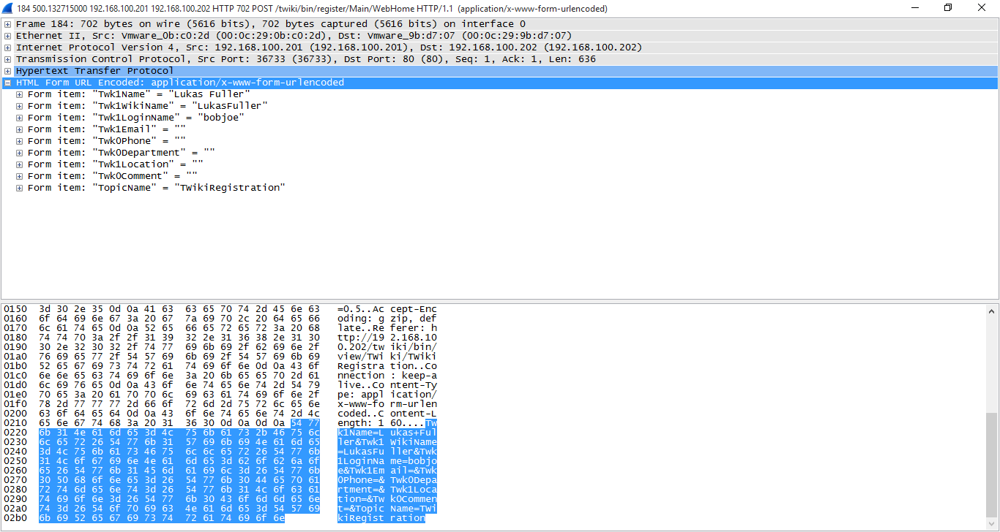 184 500.132715000 192.168.100.201 192.168.100.202 HTTP 702 POST /twiki/bin/register/Main/WebHome HTTP/1.1  (application/x-www-form-urlencoded)
Frame 184: 702 bytes on wire (5616 bits), 702 bytes captured (5616 bits) on interface 0
Ethernet II, Src: Vmware_0b:c0:2d (00:0c:29:0b:c0:2d), Dst: Vmware_9b:d7:07 (00:0c:29:9b:d7:07)
Internet Protocol Version 4, Src: 192.168.100.201 (192.168.100.201), Dst: 192.168.100.202 (192.168.100.202)
Transmission Control Protocol, Src Port: 36733 (36733), Dst Port: 80 (80), Seq: 1, Ack: 1, Len: 636
Hypertext Transfer Protocol
HTML Form URL Encoded: application/x-www-form-urlencoded
Form item: "Twk1Name" = "Lukas Fuller"
Form item: "Twk1WikiName" = "LukasFuller"
Form item: "Twk1LoginName" = "bobjoe"
Form item: "Twk1Email" = ""
Form item: "Twk0Phone" = ""
Form item: "Twk0Department" = ""
Form item: "Twk1Location" = ""
Form item: "Twk0Comment" = ""
Form item: "TopicName" = "TWikiRegistration"
0150  3d 30 2e 35 0d 0a 41 63  63 65 70 74 2d 45 6e 63   =0.5..Ac cept-Enc
0160  6f 64 69 6e 67 3a 20 67  7a 69 70 2c 20 64 65 66   oding: g zip, def
0170  6c 61 74 65 0d 0a 52 65  66 65 72 65 72 3a 20 68   late..Re ferer: h
0180  74 74 70 3a 2f 2f 31 39  32 2e 31 36 38 2e 31 30   ttp://19 2.168.10
0190  30 2e 32 30 32 2f 74 77  69 6b 69 2f 62 69 6e 2f   0.202/tw iki/bin/
01a0  76 69 65 77 2f 54 57 69  6b 69 2f 54 57 69 6b 69   view/TWi ki/TWiki
01b0  52 65 67 69 73 74 72 61  74 69 6f 6e 0d 0a 43 6f   Registra tion..Co
01c0  6e 6e 65 63 74 69 6f 6e  3a 20 6b 65 65 70 2d 61   nnection : keep-a
01d0  6c 69 76 65 0d 0a 43 6f  6e 74 65 6e 74 2d 54 79   live..Co ntent-Ty
01e0  70 65 3a 20 61 70 70 6c  69 63 61 74 69 6f 6e 2f   pe: appl ication/
01f0  78 2d 77 77 77 2d 66 6f  72 6d 2d 75 72 6c 65 6e   x-www-fo rm-urlen
0200  63 6f 64 65 64 0d 0a 43  6f 6e 74 65 6e 74 2d 4c   coded..C ontent-L
0210  65 6e 67 74 68 3a 20 31  36 30 0d 0a 0d 0a 54 77   ength: 1 60....Tw
0220  6b 31 4e 61 6d 65 3d 4c  75 6b 61 73 2b 46 75 6c   k1Name=L ukas+Ful
0230  6c 65 72 26 54 77 6b 31  57 69 6b 69 4e 61 6d 65   ler&Twk1 WikiName
0240  3d 4c 75 6b 61 73 46 75  6c 6c 65 72 26 54 77 6b   =LukasFu ller&Twk
0250  31 4c 6f 67 69 6e 4e 61  6d 65 3d 62 6f 62 6a 6f   1LoginNa me=bobjo
0260  65 26 54 77 6b 31 45 6d  61 69 6c 3d 26 54 77 6b   e&Twk1Em ail=&Twk
0270  30 50 68 6f 6e 65 3d 26  54 77 6b 30 44 65 70 61   0Phone=& Twk0Depa
0280  72 74 6d 65 6e 74 3d 26  54 77 6b 31 4c 6f 63 61   rtment=& Twk1Loca
0290  74 69 6f 6e 3d 26 54 77  6b 30 43 6f 6d 6d 65 6e   tion=&Tw k0Commen
02a0  74 3d 26 54 6f 70 69 63  4e 61 6d 65 3d 54 57 69   t=&Topic Name=TWi
02b0  6b 69 52 65 67 69 73 74  72 61 74 69 6f 6e   kiRegist ration